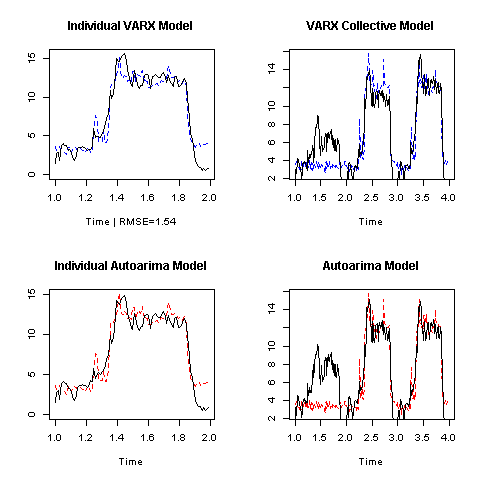 Individual VARX Model
VARX Collective Model
15
10
5
0
1.0 1.2 1.4 1.6 1.8 2.0
Time | RMSE=1.54
14
10
8
6
4
2
1.0 1.5 2.0 2.5 3.0 3.5 4.0
Time
Individual Autoarima Model
Autoarima Model
15
10
5
0
1.0 1.2 1.4 1.6 1.8 2.0
Time
14
10
8
6
4
2
1.0 1.5 2.0 2.5 3.0 3.5 4.0
Time